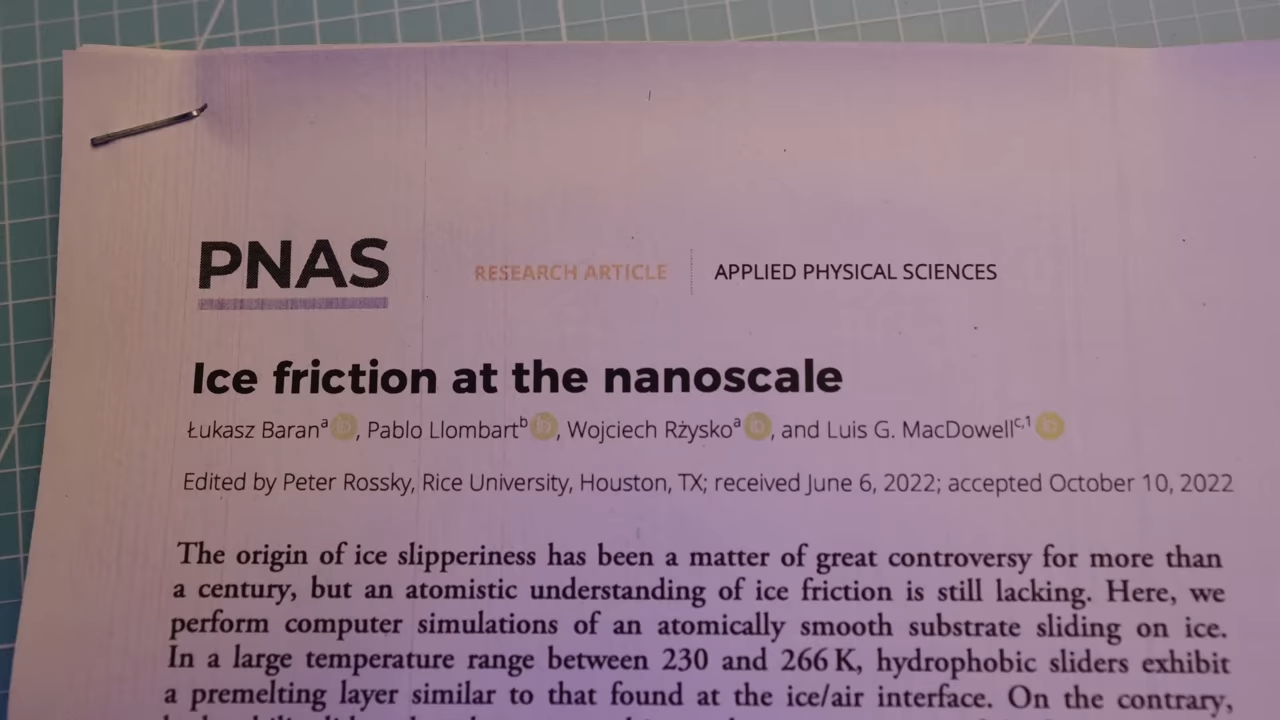 PNAS
RESEARCH ARTICLE | APPLIED PHYSICAL SCIENCES
Ice friction at the nanoscale
Łukasz Baranᵃ iD, Pablo Llombartᵇ iD, Wojciech Rżyskoᵃ iD, and Luis G. MacDowellᶜ,¹ iD
Edited by Peter Rossky, Rice University, Houston, TX; received June 6, 2022; accepted October 10, 2022
The origin of ice slipperiness has been a matter of great controversy for more than
a century, but an atomistic understanding of ice friction is still lacking. Here, we
perform computer simulations of an atomically smooth substrate sliding on ice.
In a large temperature range between 230 and 266 K, hydrophobic sliders exhibit
a premelting layer similar to that found at the ice/air interface. On the contrary,